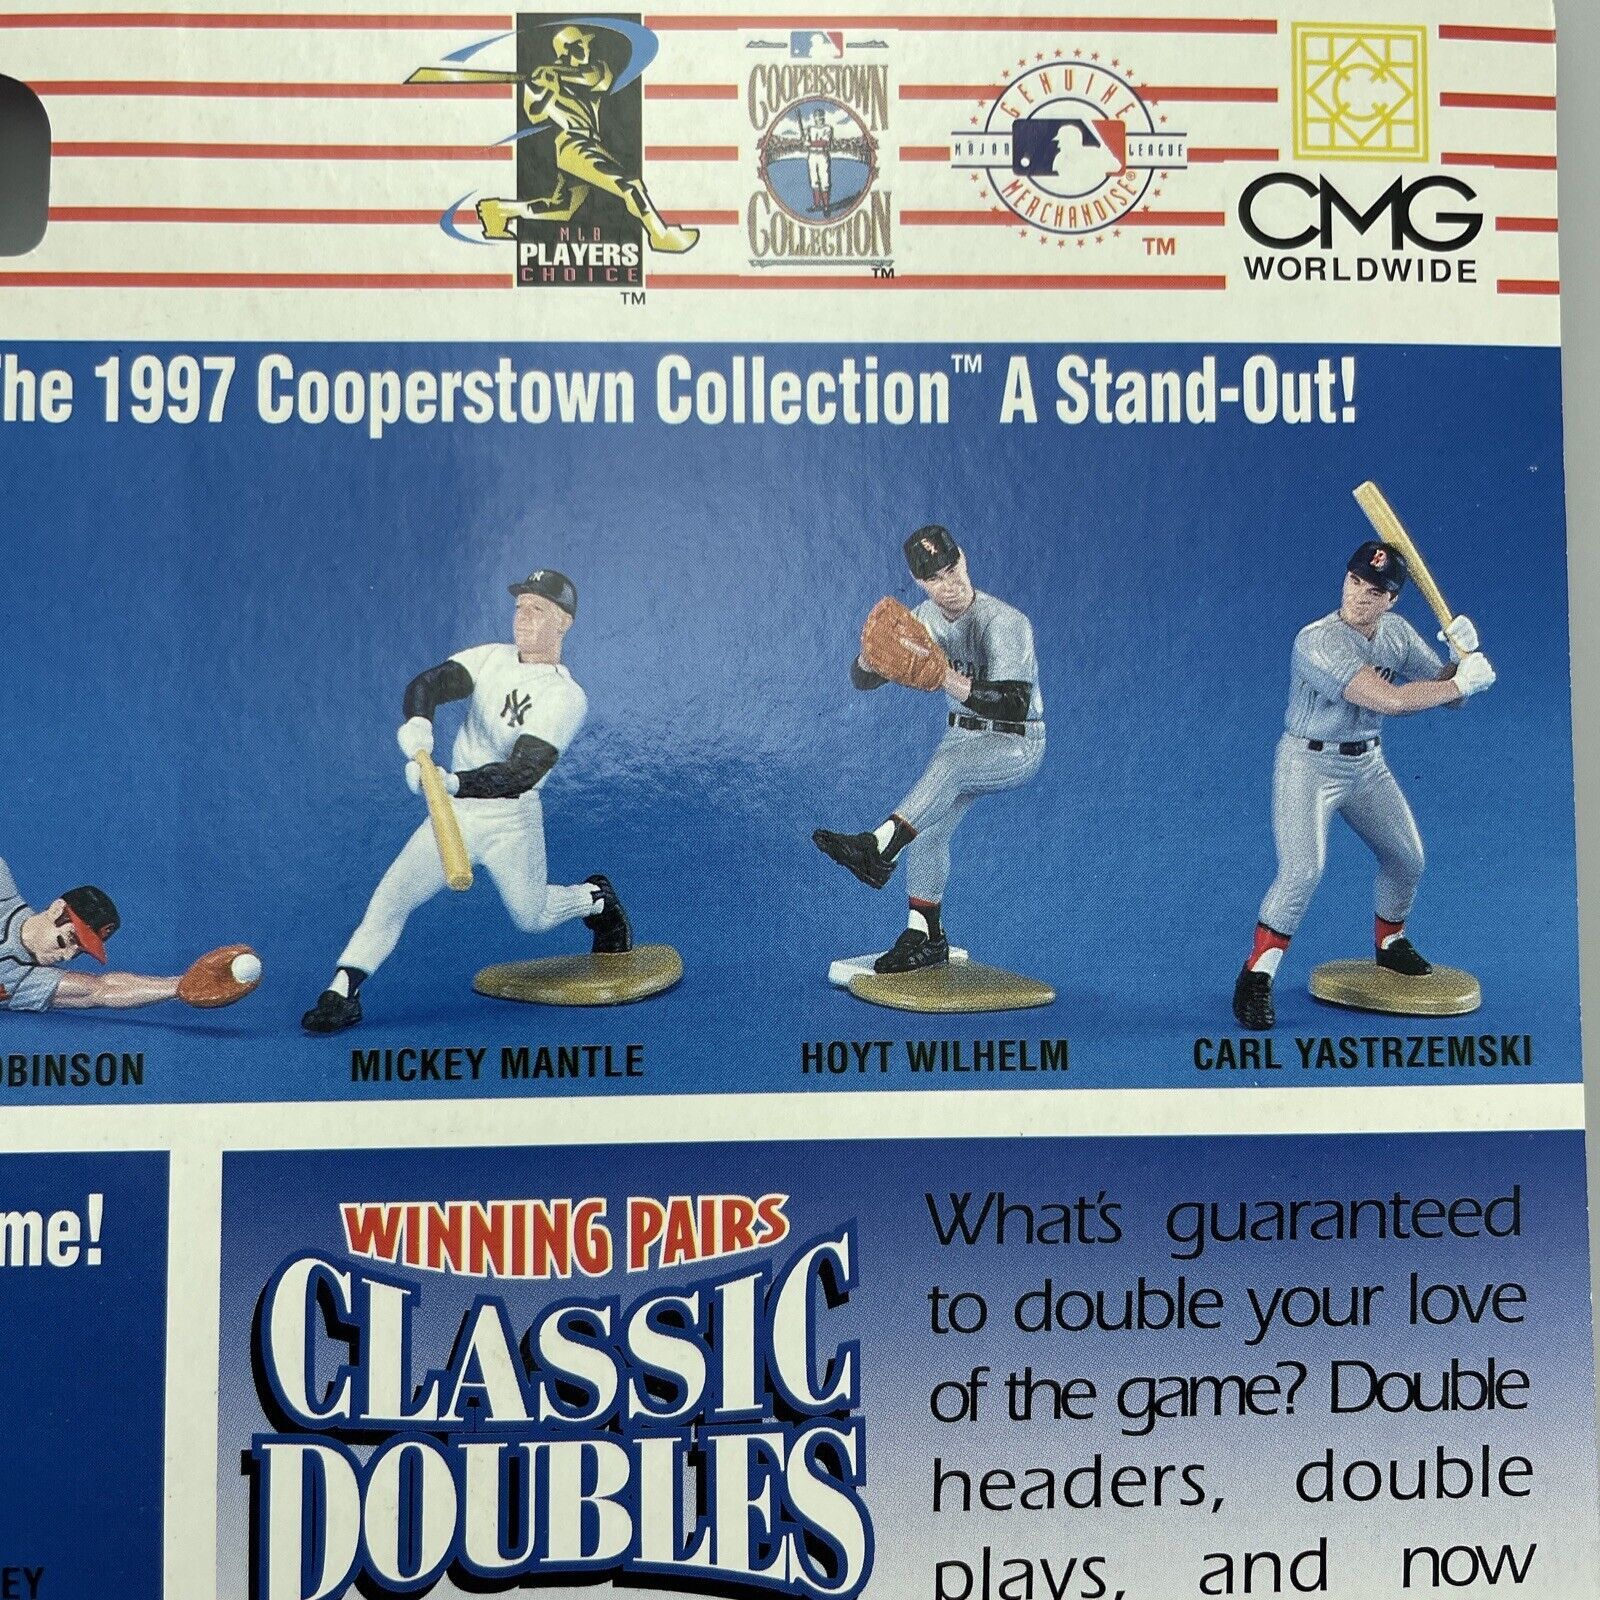 MLB
PLAYERS
CHOICE
TM
COOPERSTOWN
COLLECTION
TM
GENUINE
MAJOR LEAGUE
MERCHANDISE®
TM
CMG
WORLDWIDE
The 1997 Cooperstown Collection™ A Stand-Out!
OBINSON
MICKEY MANTLE
HOYT WILHELM
CARL YASTRZEMSKI
me!
EY
WINNING PAIRS
CLASSIC
DOUBLES
What's guaranteed
to double your love
of the game? Double
headers, double
plays, and now